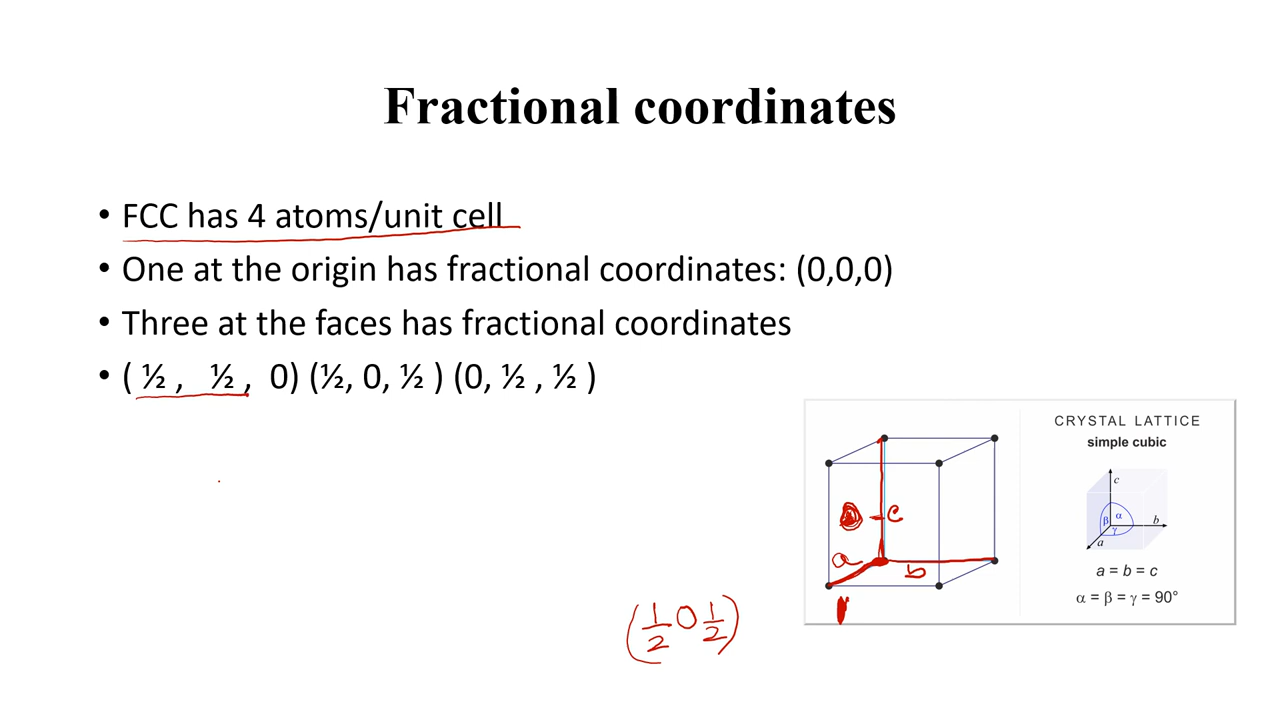 Fractional coordinates
• FCC has 4 atoms/unit cell
• One at the origin has fractional coordinates: (0,0,0)
• Three at the faces has fractional coordinates
• ( ½ , ½ , 0) (½, 0, ½ ) (0, ½ , ½ )
CRYSTAL LATTICE
simple cubic
c
β α
γ b
a
a = b = c
α = β = γ = 90°
c
a
b
(1/2 0 1/2)